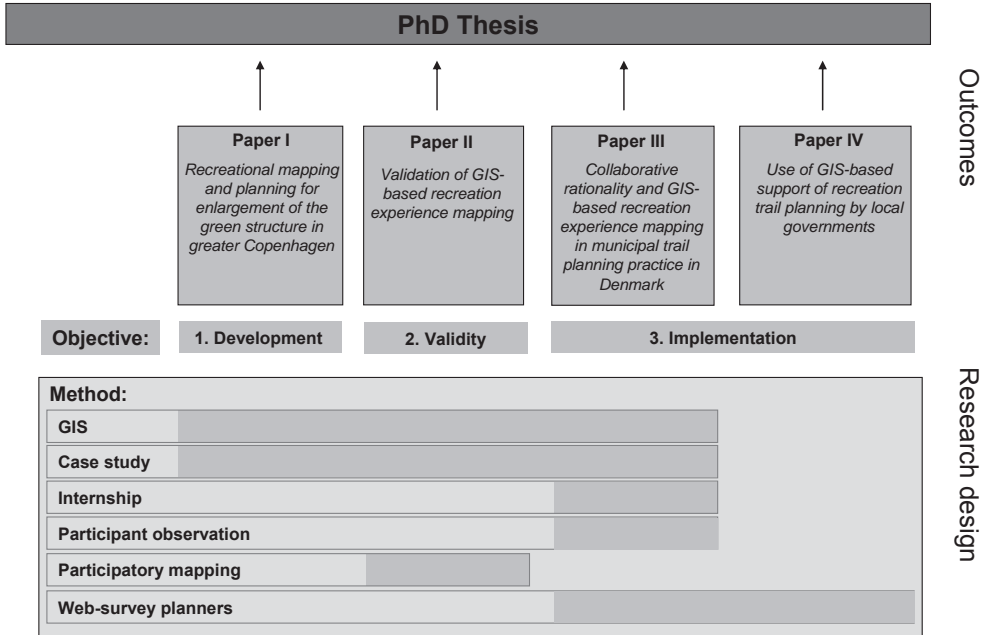 PhD Thesis
Outcomes
Paper I
Recreational mapping
and planning for
enlargement of the
green structure in
greater Copenhagen
Paper II
Validation of GIS-
based recreation
experience mapping
Paper III
Collaborative
rationality and GIS-
based recreation
experience mapping
in municipal trail
planning practice in
Denmark
Paper IV
Use of GIS-based
support of recreation
trail planning by local
governments
Objective:
1. Development
2. Validity
3. Implementation
Research design
Method:
GIS
Case study
Internship
Participant observation
Participatory mapping
Web-survey planners